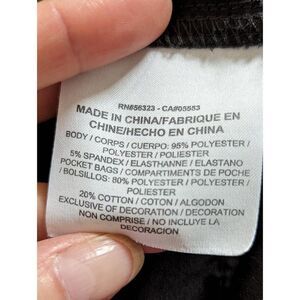 RN#56323 - CA#05553
MADE IN CHINA/FABRIQUE EN
CHINE/HECHO EN CHINA
BODY / CORPS / CUERPO: 95% POLYESTER /
POLYESTER / POLIESTER
5% SPANDEX / ELASTHANNE / ELASTANO
POCKET BAGS / COMPARTIMENTS DE POCHE
/ BOLSILLOS: 80% POLYESTER / POLYESTER /
POLIESTER
20% COTTON / COTON / ALGODON
EXCLUSIVE OF DECORATION / DECORATION
NON COMPRISE / NO INCLUYE LA
DECORACION